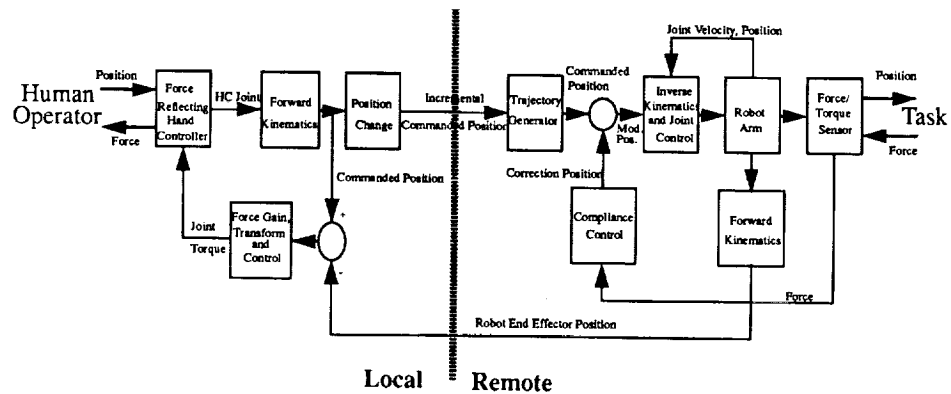 Human
Operator
Position
Force
Force
Reflecting
Hand
Controller
HC Joint
Forward
Kinematics
Position
Change
Incremental
Commanded Position
Trajectory
Generator
Commanded
Position
Mod.
Pos.
Joint Velocity, Position
Inverse
Kinematics
and Joint
Control
Robot
Arm
Force/
Torque
Sensor
Position
Task
Force
Commanded Position
+
-
Force Gain,
Transform
and
Control
Joint
Torque
Correction Position
Compliance
Control
Forward
Kinematics
Force
Robot End Effector Position
Local
Remote